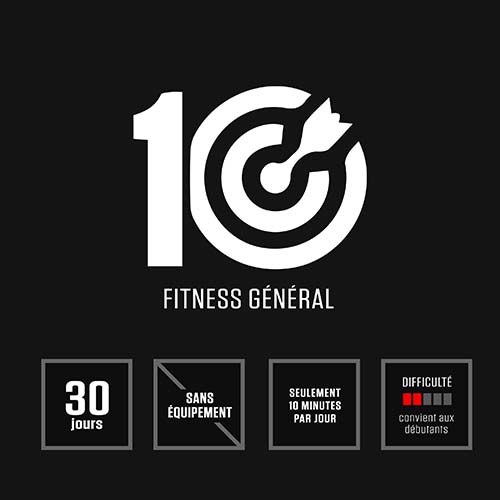 10
FITNESS GÉNÉRAL
30
jours
SANS
ÉQUIPEMENT
SEULEMENT
10 MINUTES
PAR JOUR
DIFFICULTÉ
convient aux
débutants